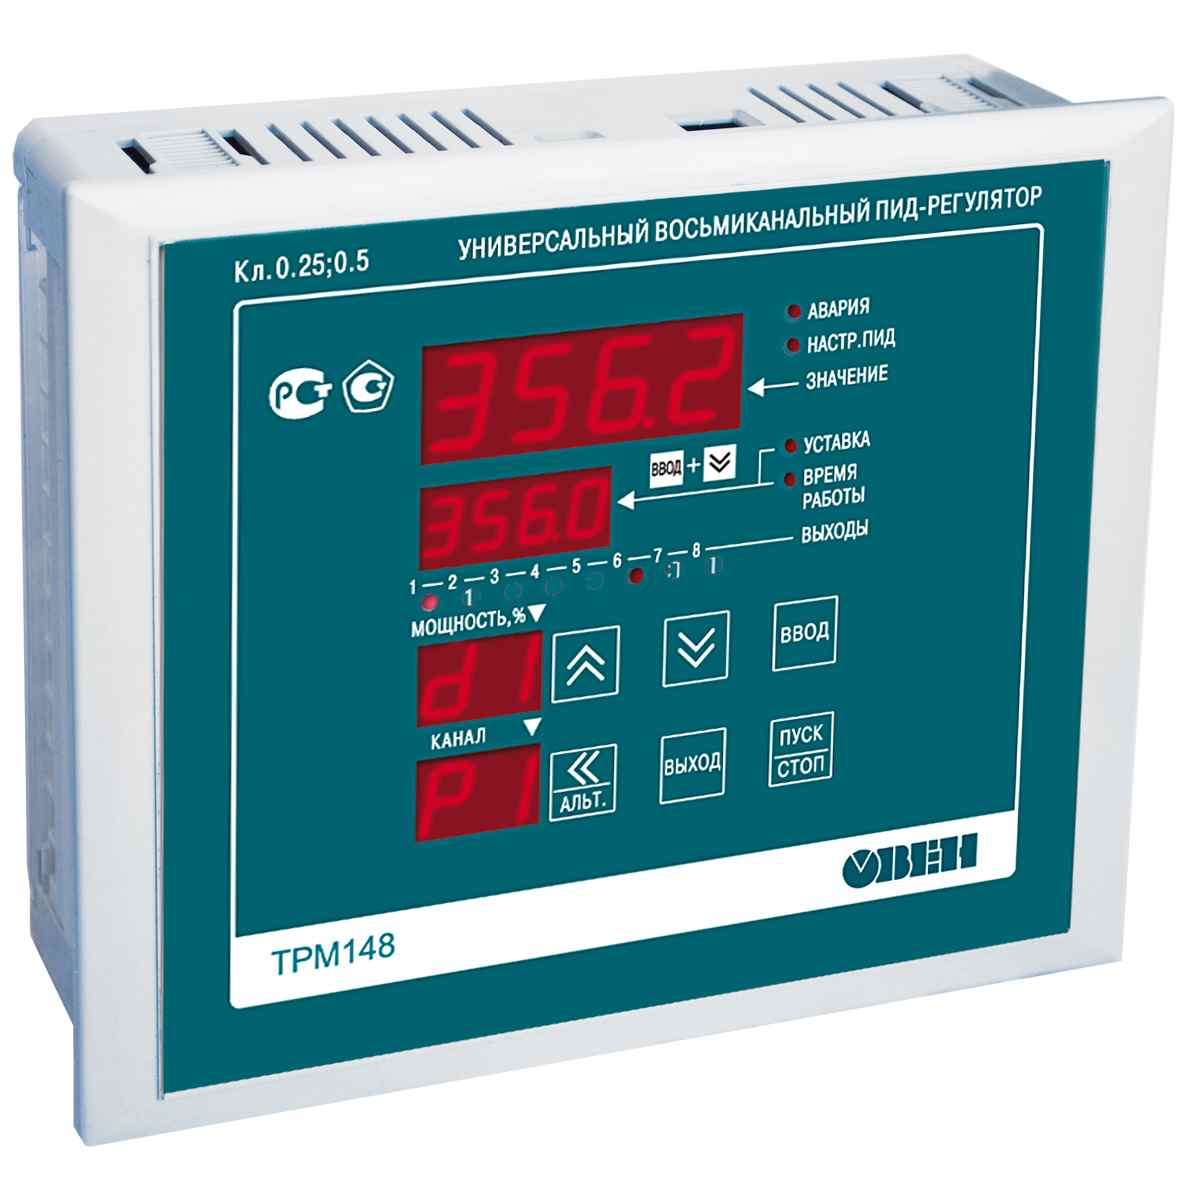 УНИВЕРСАЛЬНЫЙ ВОСЬМИКАНАЛЬНЫЙ ПИД-РЕГУЛЯТОР
Кл.0.25;0.5
АВАРИЯ
НАСТР.ПИД
ЗНАЧЕНИЕ
356.2
РСТ
УСТАВКА
ВВОД +
ВРЕМЯ
РАБОТЫ
356.0
ВЫХОДЫ
1—2—3—4—5—6—7—8
МОЩНОСТЬ,%
d1
ВВОД
КАНАЛ
P1
АЛЬТ.
ВЫХОД
ПУСК
СТОП
ОВЕН
ТРМ148